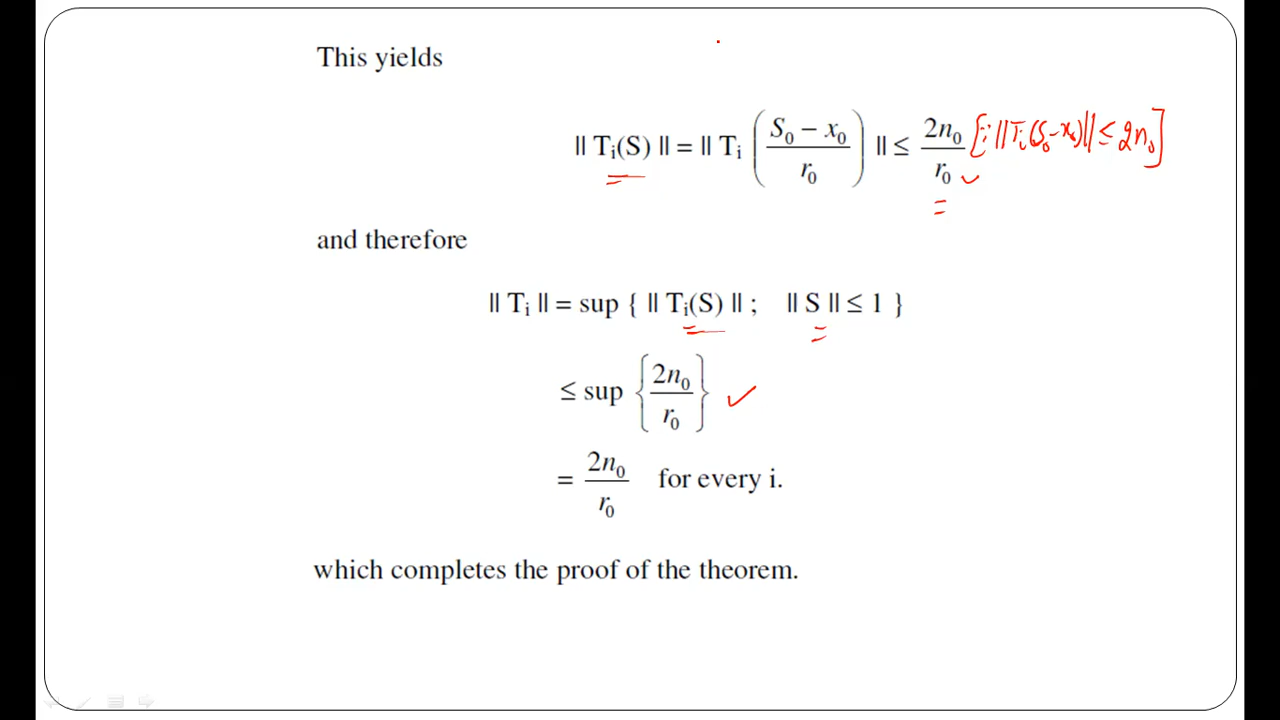 This yields
|| Tᵢ(S) || = || Tᵢ ( (S₀ − x₀) / r₀ ) || ≤ 2n₀ / r₀ [∵ ||Tᵢ(S₀−x₀)|| ≤ 2n₀]
and therefore
|| Tᵢ || = sup { || Tᵢ(S) || ; || S || ≤ 1 }
≤ sup { 2n₀ / r₀ } ✓
= 2n₀ / r₀ for every i.
which completes the proof of the theorem.